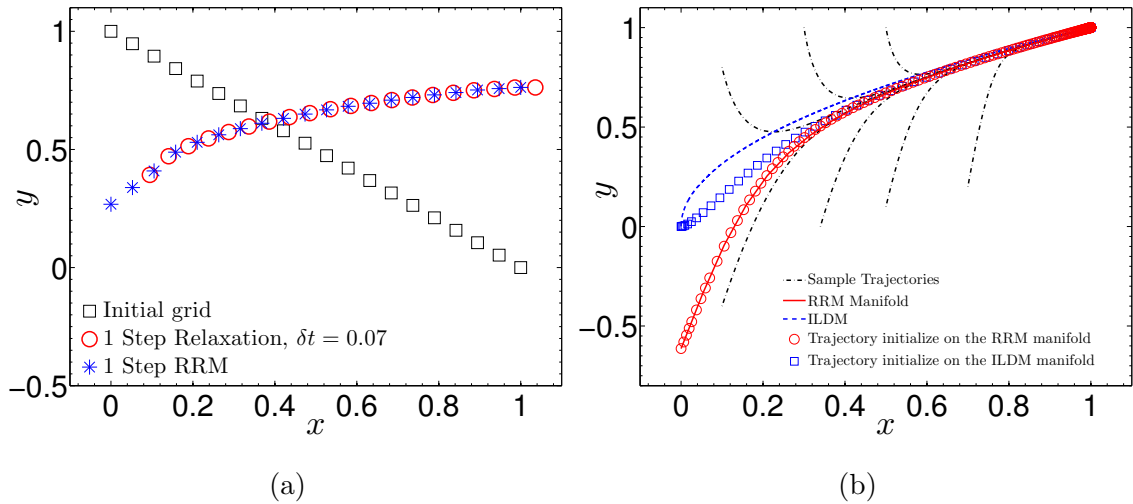 1
0.5
0
−0.5
y
0 0.2 0.4 0.6 0.8 1
x
□ Initial grid
○ 1 Step Relaxation, δt = 0.07
∗ 1 Step RRM
(a)
1
0.5
0
−0.5
y
0 0.2 0.4 0.6 0.8 1
x
Sample Trajectories
RRM Manifold
ILDM
Trajectory initialize on the RRM manifold
Trajectory initialize on the ILDM manifold
(b)